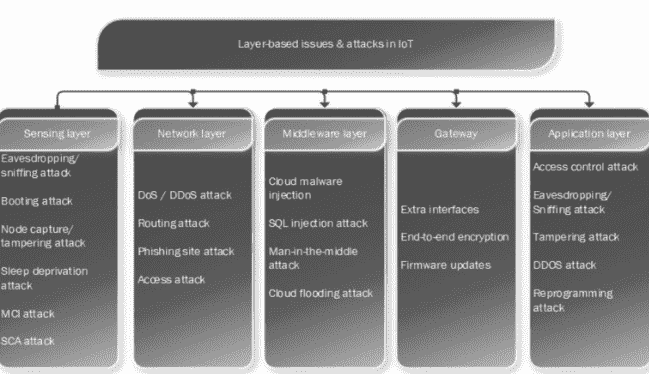 Layer-based issues & attacks in IoT
Sensing layer
Eavesdropping/
sniffing attack
Booting attack
Node capture/
tampering attack
Sleep deprivation
attack
MCI attack
SCA attack
Network layer
DoS / DDoS attack
Routing attack
Phishing site attack
Access attack
Middleware layer
Cloud malware
injection
SQL injection attack
Man-in-the-middle
attack
Cloud flooding attack
Gateway
Extra interfaces
End-to-end encryption
Firmware updates
Application layer
Access control attack
Eavesdropping/
Sniffing attack
Tampering attack
DDOS attack
Reprogramming
attack